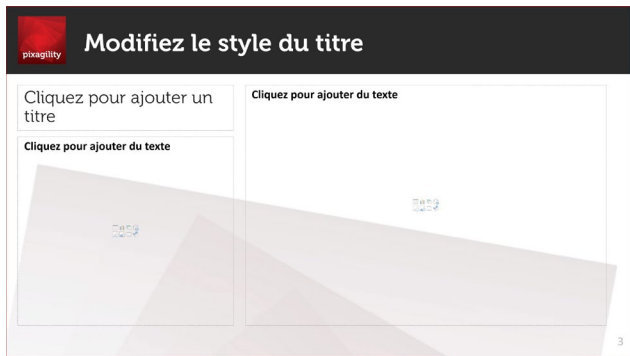 pixagility
Modifiez le style du titre
Cliquez pour ajouter un
titre
Cliquez pour ajouter du texte
Cliquez pour ajouter du texte
3